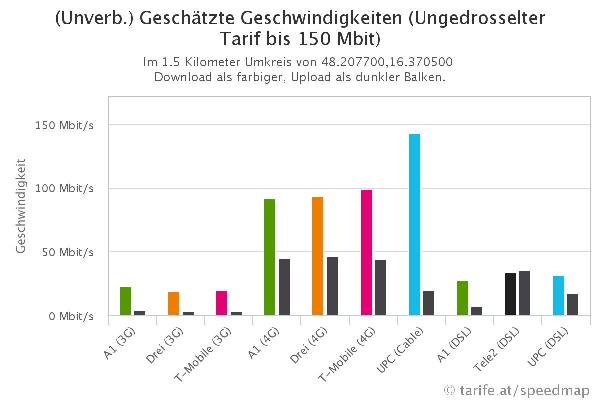 (Unverb.) Geschätzte Geschwindigkeiten (Ungedrosselter
Tarif bis 150 Mbit)
Im 1.5 Kilometer Umkreis von 48.207700,16.370500
Download als farbiger, Upload als dunkler Balken.
Geschwindigkeit
150 Mbit/s
100 Mbit/s
50 Mbit/s
0 Mbit/s
A1 (3G)
Drei (3G)
T-Mobile (3G)
A1 (4G)
Drei (4G)
T-Mobile (4G)
UPC (Cable)
A1 (DSL)
Tele2 (DSL)
UPC (DSL)
© tarife.at/speedmap